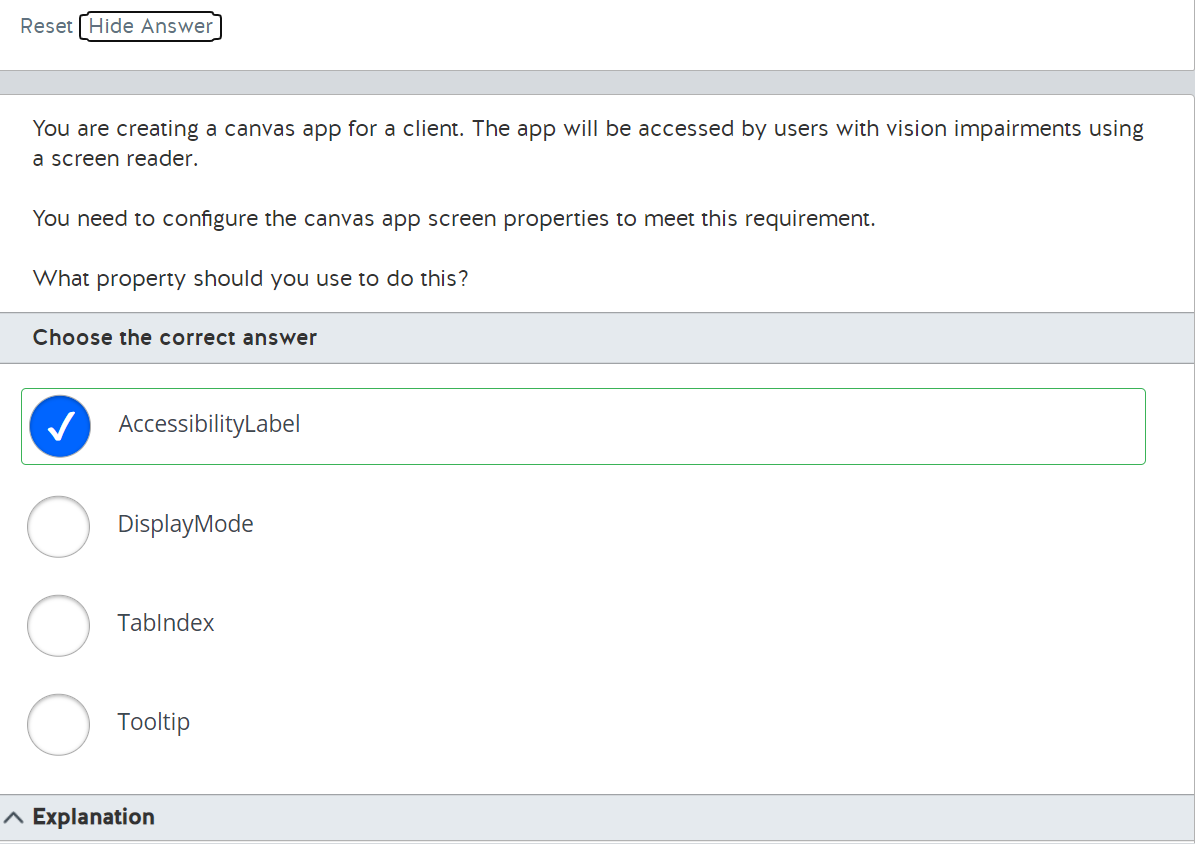 Reset Hide Answer
You are creating a canvas app for a client. The app will be accessed by users with vision impairments using
a screen reader.
You need to configure the canvas app screen properties to meet this requirement.
What property should you use to do this?
Choose the correct answer
AccessibilityLabel
DisplayMode
TabIndex
Tooltip
Explanation